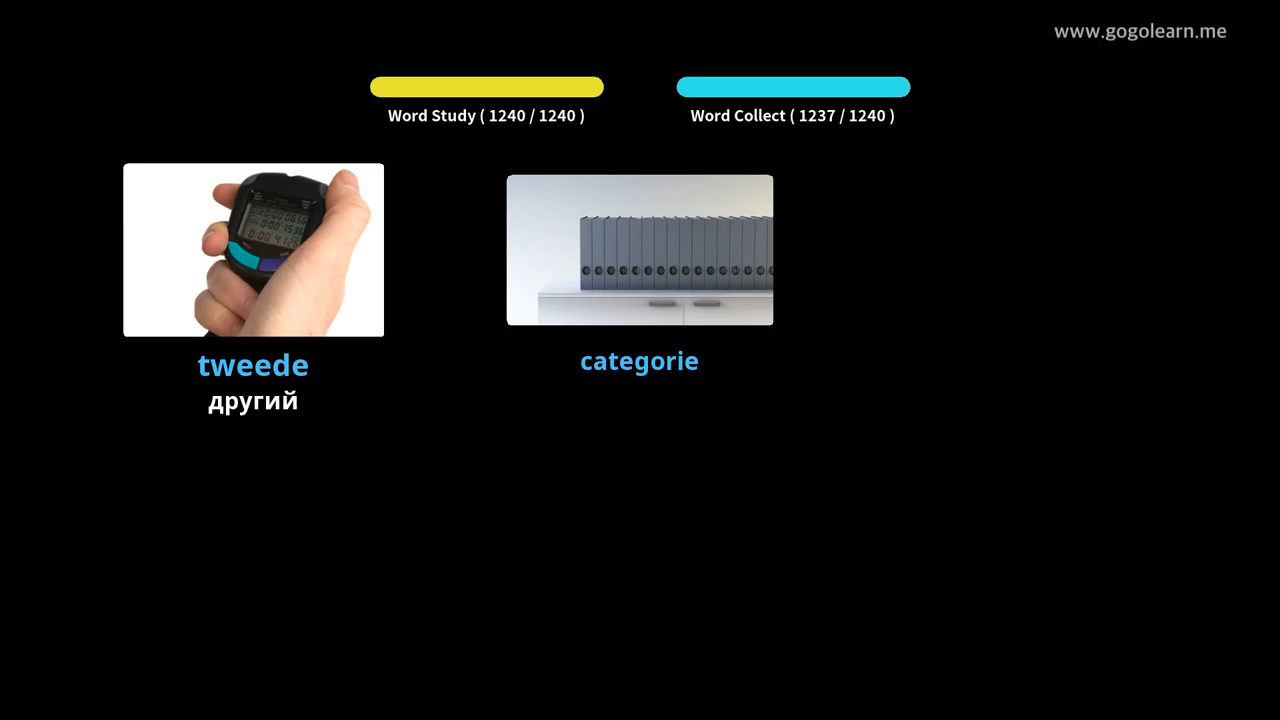 www.gogolearn.me
Word Study ( 1240 / 1240 )
Word Collect ( 1237 / 1240 )
tweede
другий
categorie